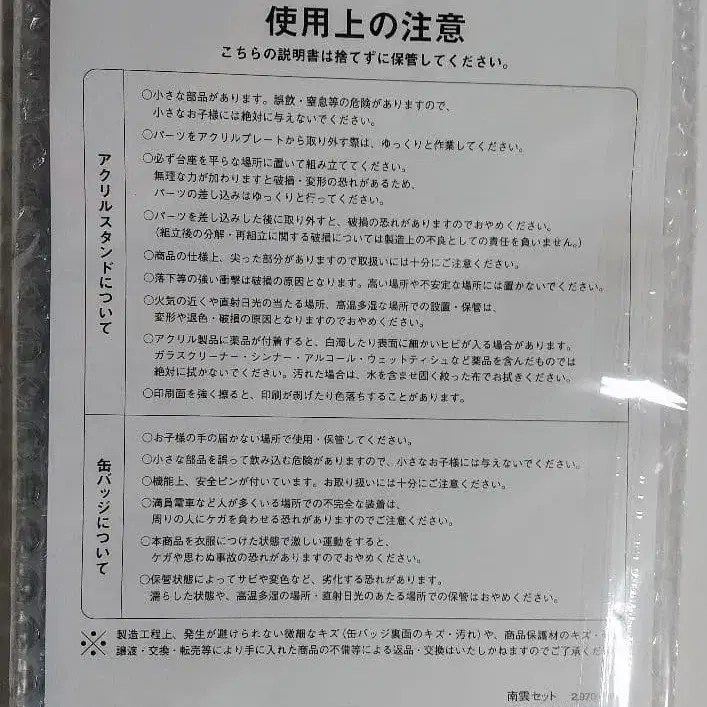 使用上の注意
こちらの説明書は捨てずに保管してください。
アクリルスタンドについて
○小さな部品があります。誤飲・窒息等の危険がありますので、
小さなお子様には絶対に与えないでください。
○パーツをアクリルプレートから取り外す際は、ゆっくりと作業してください。
○必ず台座を平らな場所に置いて組み立ててください。
無理な力が加わりますと破損・変形の恐れがあるため、
パーツの差し込みはゆっくりと行ってください。
○パーツを差し込みした後に取り外すと、破損の恐れがありますのでおやめください。
(組立後の分解・再組立に関する破損については製造上の不良としての責任を負いません。)
○商品の仕様上、尖った部分がありますので取扱いには十分にご注意ください。
○落下等の強い衝撃は破損の原因となります。高い場所や不安定な場所には置かないでください。
○火気の近くや直射日光の当たる場所、高温多湿な場所での設置・保管は、
変形や退色・破損の原因となりますのでおやめください。
○アクリル製品に薬品が付着すると、白濁したり表面に細かいヒビが入る場合があります。
ガラスクリーナー・シンナー・アルコール・ウェットティシュなど薬品を含んだものでは
絶対に拭かないでください。汚れた場合は、水を含ませ固く絞った布でお拭きください。
○印刷面を強く擦ると、印刷が剥げたり色落ちすることがあります。
缶バッジについて
○お子様の手の届かない場所で使用・保管してください。
○小さな部品を誤って飲み込む危険がありますので、小さなお子様には与えないでください。
○機能上、安全ピンが付いています。お取り扱いには十分にご注意ください。
○満員電車など人が多くいる場所での不完全な装着は、
周りの人にケガを負わせる恐れがありますのでご注意ください。
○本商品を衣服につけた状態で激しい運動をすると、
ケガや思わぬ事故の恐れがありますのでおやめください。
○保管状態によってサビや変色など、劣化する恐れがあります。
濡らした状態や、高温多湿の場所・直射日光のあたる場所での保管はおやめください。
※ 製造工程上、発生が避けられない微細なキズ(缶バッジ裏面のキズ・汚れ)や、商品保護材のキズ・
譲渡・交換・転売等により手に入れた商品の不備等による返品・交換はいたしかねますのでご了承くだ
南雲セット 2,970